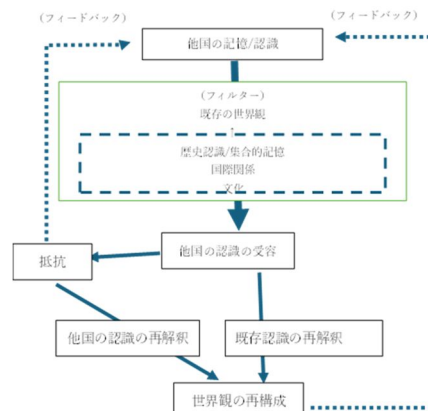 (フィードバック)
(フィードバック)
他国の記憶/認識
(フィルター)
既存の世界観
↑
歴史認識/集合的記憶
国際関係
文化
他国の認識の受容
抵抗
他国の認識の再解釈
既存認識の再解釈
世界観の再構成